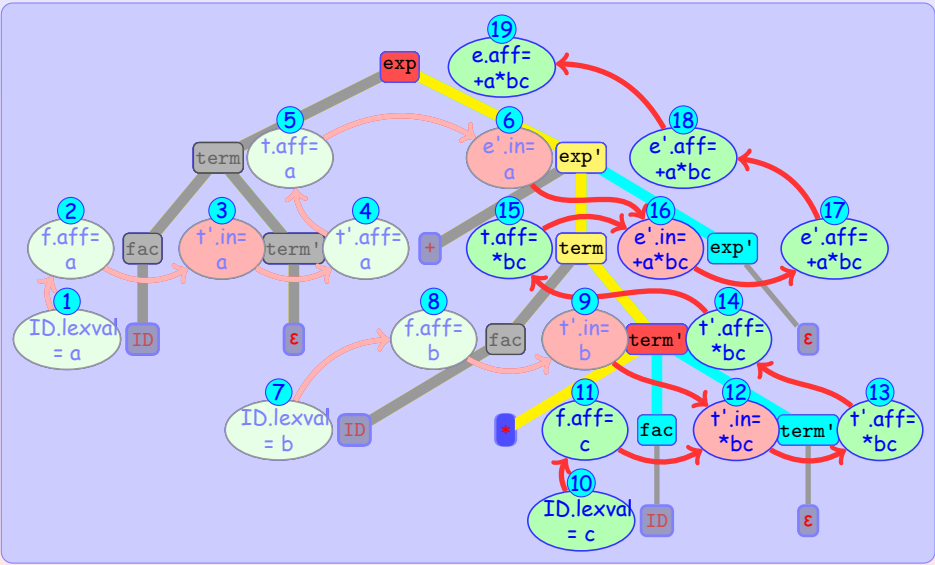 19
e.aff=
+a*bc
exp
5
t.aff=
a
6
e'.in=
a
18
e'.aff=
+a*bc
term
exp'
2
f.aff=
a
3
t'.in=
a
4
t'.aff=
a
15
t.aff=
*bc
16
e'.in=
+a*bc
17
e'.aff=
+a*bc
fac
term'
+
term
exp'
1
ID.lexval
= a
8
f.aff=
b
9
t'.in=
b
14
t'.aff=
*bc
ID
ε
fac
term'
ε
7
ID.lexval
= b
11
f.aff=
c
12
t'.in=
*bc
13
t'.aff=
*bc
ID
*
fac
term'
10
ID.lexval
= c
ID
ε